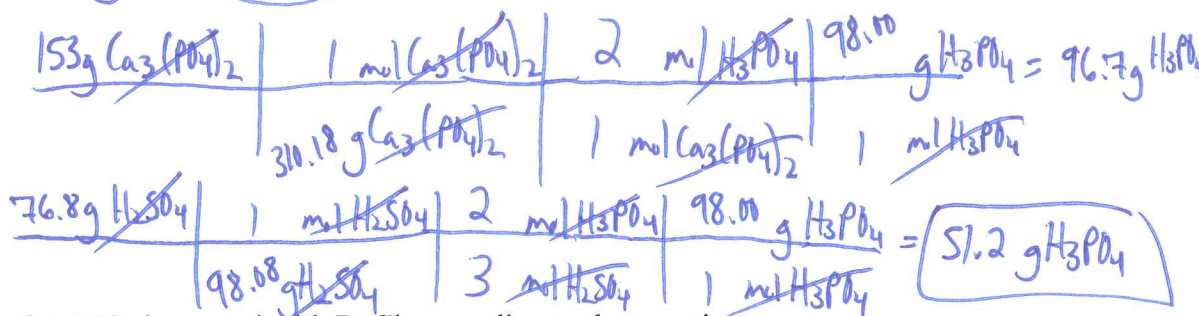 153g Ca3(PO4)2 | 1 mol Ca3(PO4)2 | 2 mol H3PO4 | 98.00 g H3PO4 = 96.7g H3PO
310.18 g Ca3(PO4)2 | 1 mol Ca3(PO4)2 | 1 mol H3PO4
76.8g H2SO4 | 1 mol H2SO4 | 2 mol H3PO4 | 98.00 g H3PO4 = 51.2 g H3PO4
98.08 g H2SO4 | 3 mol H2SO4 | 1 mol H3PO4